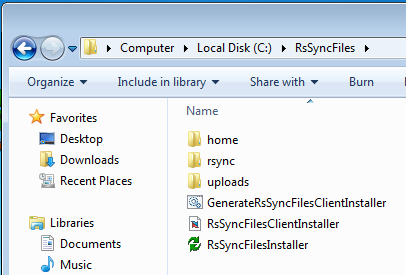 Computer Local Disk (C:) RsSyncFiles
Organize Include in library Share with Burn
Favorites
Desktop
Downloads
Recent Places
Libraries
Documents
Music
Name
home
rsync
uploads
GenerateRsSyncFilesClientInstaller
RsSyncFilesClientInstaller
RsSyncFilesInstaller